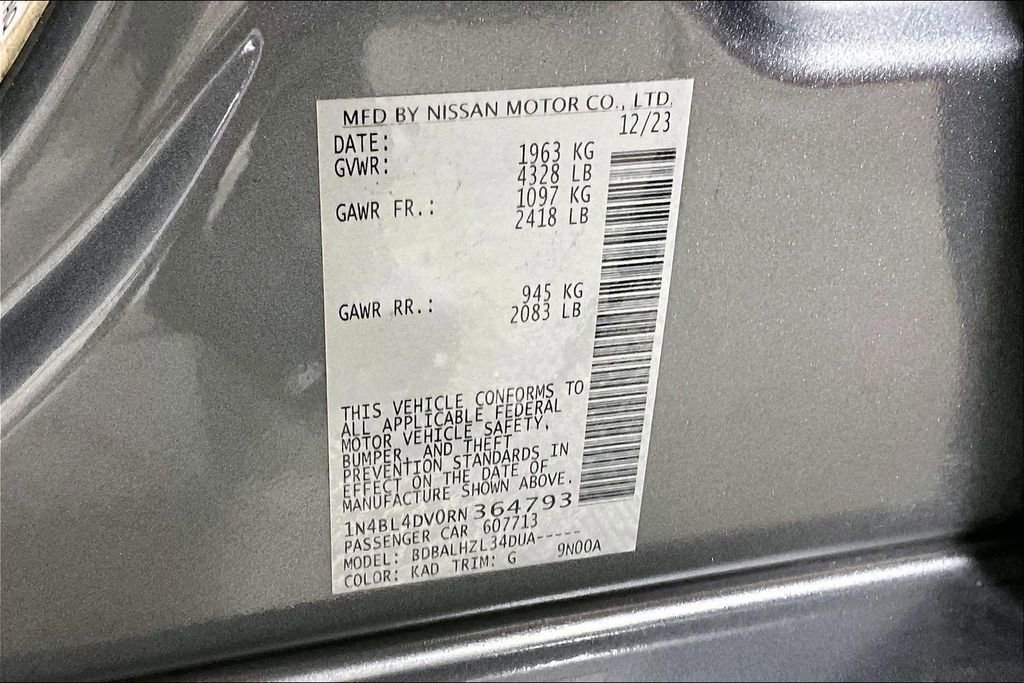 MFD BY NISSAN MOTOR CO., LTD.
DATE: 12/23
GVWR: 1963 KG
4328 LB
GAWR FR.: 1097 KG
2418 LB
GAWR RR.: 945 KG
2083 LB
THIS VEHICLE CONFORMS TO
ALL APPLICABLE FEDERAL
MOTOR VEHICLE SAFETY,
BUMPER, AND THEFT
PREVENTION STANDARDS IN
EFFECT ON THE DATE OF
MANUFACTURE SHOWN ABOVE.
1N4BL4DV0RN364793
PASSENGER CAR 607713
MODEL: BDBALHZL34DUA-----
COLOR: KAD TRIM: G 9N00A